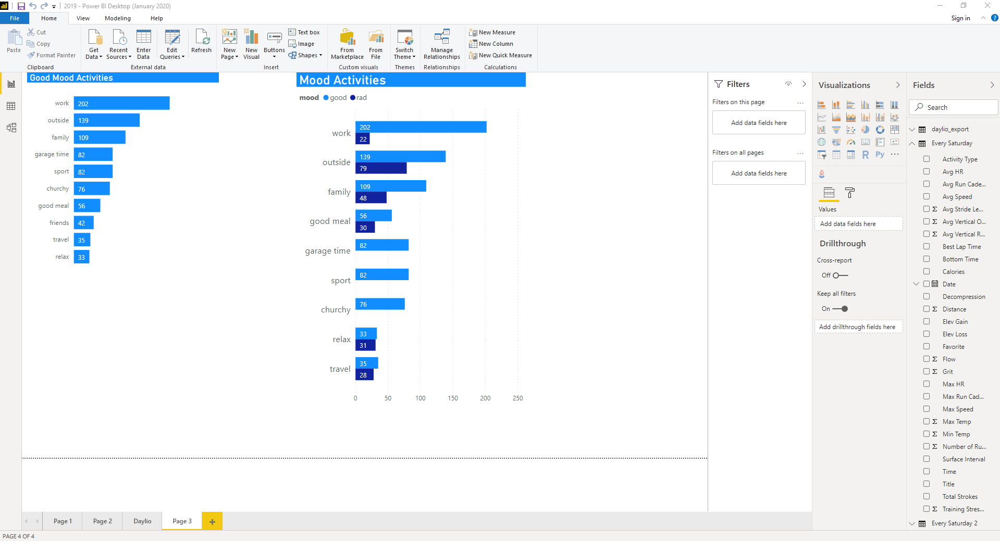 2019 - Power BI Desktop (January 2020)
File
Home
View
Modeling
Help
Sign in
?
Paste
Cut
Copy
Format Painter
Clipboard
Get Data
Recent Sources
Enter Data
Edit Queries
Refresh
External data
New Page
New Visual
Buttons
Text box
Image
Shapes
Insert
From Marketplace
From File
Custom visuals
Switch Theme
Themes
Manage Relationships
Relationships
New Measure
New Column
New Quick Measure
Calculations
Good Mood Activities
work 202
outside 139
family 109
garage time 82
sport 82
churchy 76
good meal 56
friends 42
travel 35
relax 33
Mood Activities
mood good rad
work 202 22
outside 139 79
family 109 48
good meal 56 30
garage time 82
sport 82
churchy 76
relax 33 31
travel 35 28
0 50 100 150 200 250
Filters
Filters on this page ...
Add data fields here
Filters on all pages ...
Add data fields here
Visualizations
R Py ...
Values
Add data fields here
Drillthrough
Cross-report
Off
Keep all filters
On
Add drillthrough fields here
Fields
Search
daylio_export
Every Saturday
Activity Type
Avg HR
Avg Run Cade...
Avg Speed
Σ Avg Stride Le...
Σ Avg Vertical O...
Σ Avg Vertical R...
Best Lap Time
Bottom Time
Calories
Date
Decompression
Σ Distance
Elev Gain
Elev Loss
Favorite
Σ Flow
Σ Grit
Max HR
Max Run Cad...
Max Speed
Σ Max Temp
Σ Min Temp
Σ Number of Ru...
Surface Interval
Time
Title
Total Strokes
Σ Training Stres...
Every Saturday 2
Page 1
Page 2
Daylio
Page 3
+
PAGE 4 OF 4